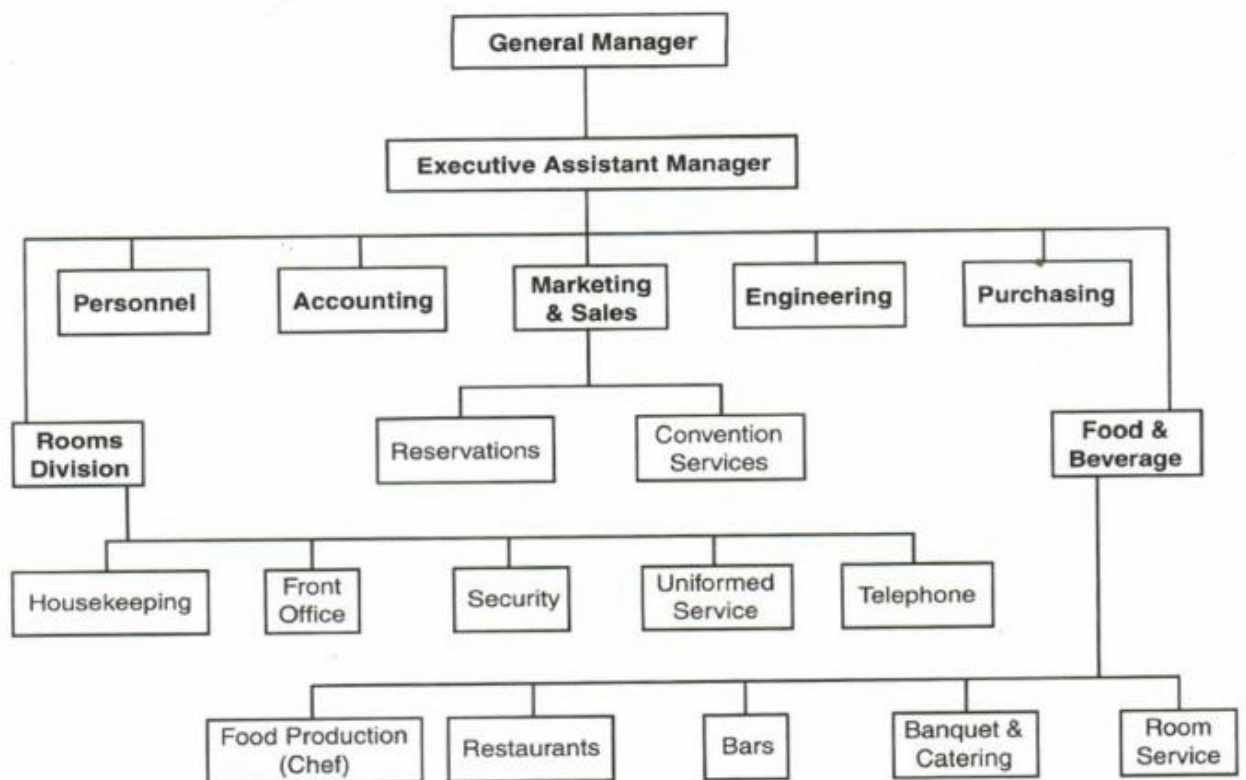 General Manager
Executive Assistant Manager
Personnel
Accounting
Marketing
& Sales
Engineering
Purchasing
Rooms
Division
Reservations
Convention
Services
Food &
Beverage
Housekeeping
Front
Office
Security
Uniformed
Service
Telephone
Food Production
(Chef)
Restaurants
Bars
Banquet &
Catering
Room
Service